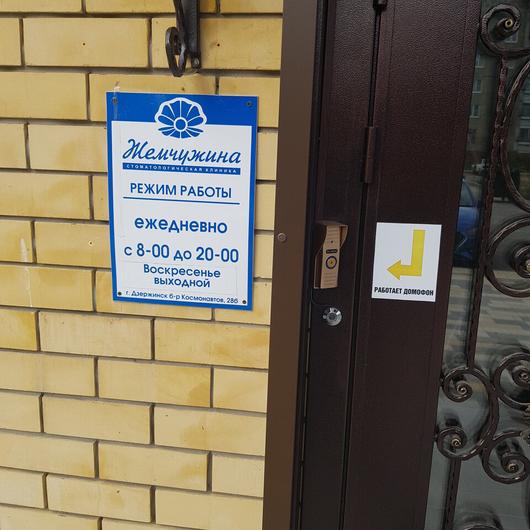 Жемчужина
СТОМАТОЛОГИЧЕСКАЯ КЛИНИКА
РЕЖИМ РАБОТЫ
ежедневно
с 8-00 до 20-00
Воскресенье
выходной
г. Дзержинск б-р Космонавтов, 28б
РАБОТАЕТ ДОМОФОН